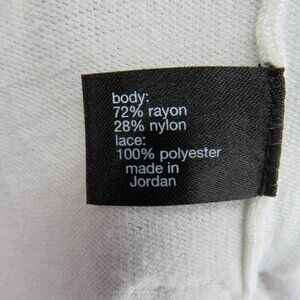 body:
72% rayon
28% nylon
lace:
100% polyester
made in
Jordan